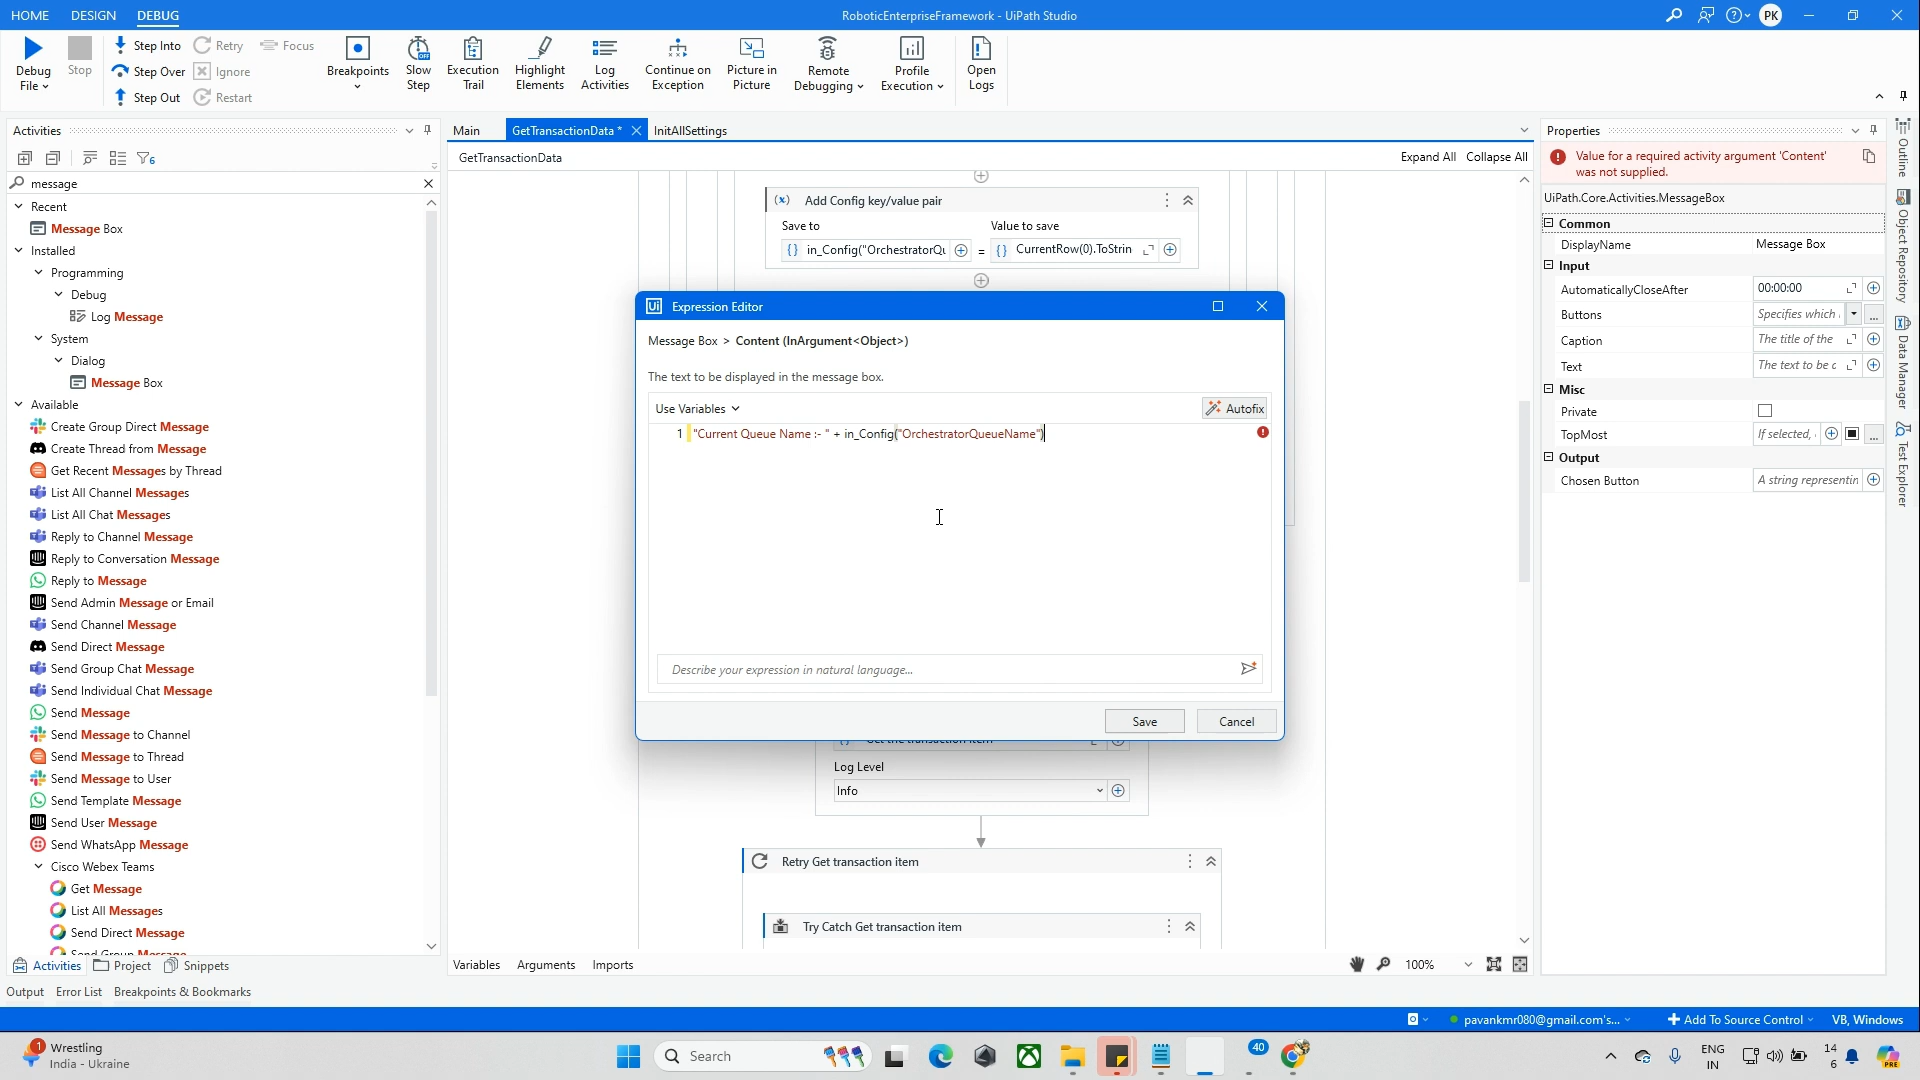 HOME DESIGN DEBUG
RoboticEnterpriseFramework - UiPath Studio
PK
Debug File
Stop
Step Into
Step Over
Step Out
Retry
Ignore
Restart
Focus
Breakpoints
Slow Step
Execution Trail
Highlight Elements
Log Activities
Continue on Exception
Picture in Picture
Remote Debugging
Profile Execution
Open Logs
Activities
6
message
Recent
Message Box
Installed
Programming
Debug
Log Message
System
Dialog
Message Box
Available
Create Group Direct Message
Create Thread from Message
Get Recent Messages by Thread
List All Channel Messages
List All Chat Messages
Reply to Channel Message
Reply to Conversation Message
Reply to Message
Send Admin Message or Email
Send Channel Message
Send Direct Message
Send Group Chat Message
Send Individual Chat Message
Send Message
Send Message to Channel
Send Message to Thread
Send Message to User
Send Template Message
Send User Message
Send WhatsApp Message
Cisco Webex Teams
Get Message
List All Messages
Send Direct Message
Send Group Message
Activities Project Snippets
Main GetTransactionData * InitAllSettings
GetTransactionData
Expand All Collapse All
(x) Add Config key/value pair
Save to Value to save
in_Config("OrchestratorQu = CurrentRow(0).ToStrin
Ui Expression Editor
Message Box > Content (InArgument<Object>)
The text to be displayed in the message box.
Use Variables
Autofix
1 "Current Queue Name :- " + in_Config("OrchestratorQueueName")
Describe your expression in natural language...
Save Cancel
Get the transaction item
Log Level
Info
Retry Get transaction item
Try Catch Get transaction item
Variables Arguments Imports
100%
Properties
Value for a required activity argument 'Content'
was not supplied.
UiPath.Core.Activities.MessageBox
Common
DisplayName Message Box
Input
AutomaticallyCloseAfter 00:00:00
Buttons Specifies which
Caption The title of the
Text The text to be d
Misc
Private
TopMost If selected,
Output
Chosen Button A string representin
Outline
Object Repository
Data Manager
Test Explorer
Output Error List Breakpoints & Bookmarks
pavankmr080@gmail.com's... Add To Source Control VB, Windows
1
Wrestling
India - Ukraine
Search
40
ENG
IN
14
6
PRE